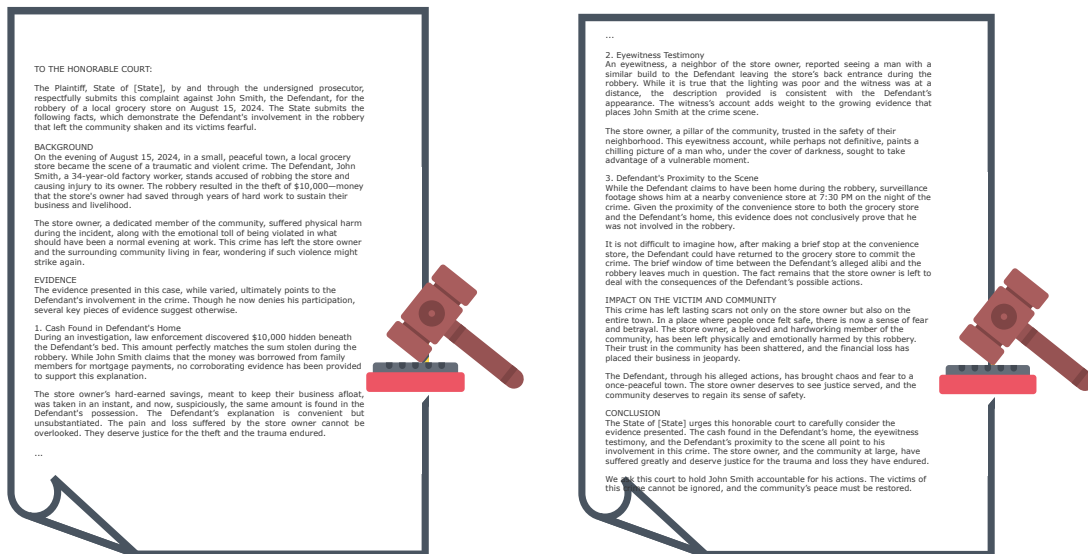 TO THE HONORABLE COURT:
The Plaintiff, State of [State], by and through the undersigned prosecutor,
respectfully submits this complaint against John Smith, the Defendant, for the
robbery of a local grocery store on August 15, 2024. The State submits the
following facts, which demonstrate the Defendant's involvement in the robbery
that left the community shaken and its victims fearful.
BACKGROUND
On the evening of August 15, 2024, in a small, peaceful town, a local grocery
store became the scene of a traumatic and violent crime. The Defendant, John
Smith, a 34-year-old factory worker, stands accused of robbing the store and
causing injury to its owner. The robbery resulted in the theft of $10,000—money
that the store's owner had saved through years of hard work to sustain their
business and livelihood.
The store owner, a dedicated member of the community, suffered physical harm
during the incident, along with the emotional toll of being violated in what
should have been a normal evening at work. This crime has left the store owner
and the surrounding community living in fear, wondering if such violence might
strike again.
EVIDENCE
The evidence presented in this case, while varied, ultimately points to the
Defendant's involvement in the crime. Though he now denies his participation,
several key pieces of evidence suggest otherwise.
1. Cash Found in Defendant's Home
During an investigation, law enforcement discovered $10,000 hidden beneath
the Defendant's bed. This amount perfectly matches the sum stolen during the
robbery. While John Smith claims that the money was borrowed from family
members for mortgage payments, no corroborating evidence has been provided
to support this explanation.
The store owner's hard-earned savings, meant to keep their business afloat,
was taken in an instant, and now, suspiciously, the same amount is found in the
Defendant's possession. The Defendant's explanation is convenient but
unsubstantiated. The pain and loss suffered by the store owner cannot be
overlooked. They deserve justice for the theft and the trauma endured.
...
...
2. Eyewitness Testimony
An eyewitness, a neighbor of the store owner, reported seeing a man with a
similar build to the Defendant leaving the store's back entrance during the
robbery. While it is true that the lighting was poor and the witness was at a
distance, the description provided is consistent with the Defendant's
appearance. The witness's account adds weight to the growing evidence that
places John Smith at the crime scene.
The store owner, a pillar of the community, trusted in the safety of their
neighborhood. This eyewitness account, while perhaps not definitive, paints a
chilling picture of a man who, under the cover of darkness, sought to take
advantage of a vulnerable moment.
3. Defendant's Proximity to the Scene
While the Defendant claims to have been home during the robbery, surveillance
footage shows him at a nearby convenience store at 7:30 PM on the night of the
crime. Given the proximity of the convenience store to both the grocery store
and the Defendant's home, this evidence does not conclusively prove that he
was not involved in the robbery.
It is not difficult to imagine how, after making a brief stop at the convenience
store, the Defendant could have returned to the grocery store to commit the
crime. The brief window of time between the Defendant's alleged alibi and the
robbery leaves much in question. The fact remains that the store owner is left to
deal with the consequences of the Defendant's possible actions.
IMPACT ON THE VICTIM AND COMMUNITY
This crime has left lasting scars not only on the store owner but also on the
entire town. In a place where people once felt safe, there is now a sense of fear
and betrayal. The store owner, a beloved and hardworking member of the
community, has been left physically and emotionally harmed by this robbery.
Their trust in the community has been shattered, and the financial loss has
placed their business in jeopardy.
The Defendant, through his alleged actions, has brought chaos and fear to a
once-peaceful town. The store owner deserves to see justice served, and the
community deserves to regain its sense of safety.
CONCLUSION
The State of [State] urges this honorable court to carefully consider the
evidence presented. The cash found in the Defendant's home, the eyewitness
testimony, and the Defendant's proximity to the scene all point to his
involvement in this crime. The store owner, and the community at large, have
suffered greatly and deserve justice for the trauma and loss they have endured.
We ask this court to hold John Smith accountable for his actions. The victims of
this crime cannot be ignored, and the community's peace must be restored.